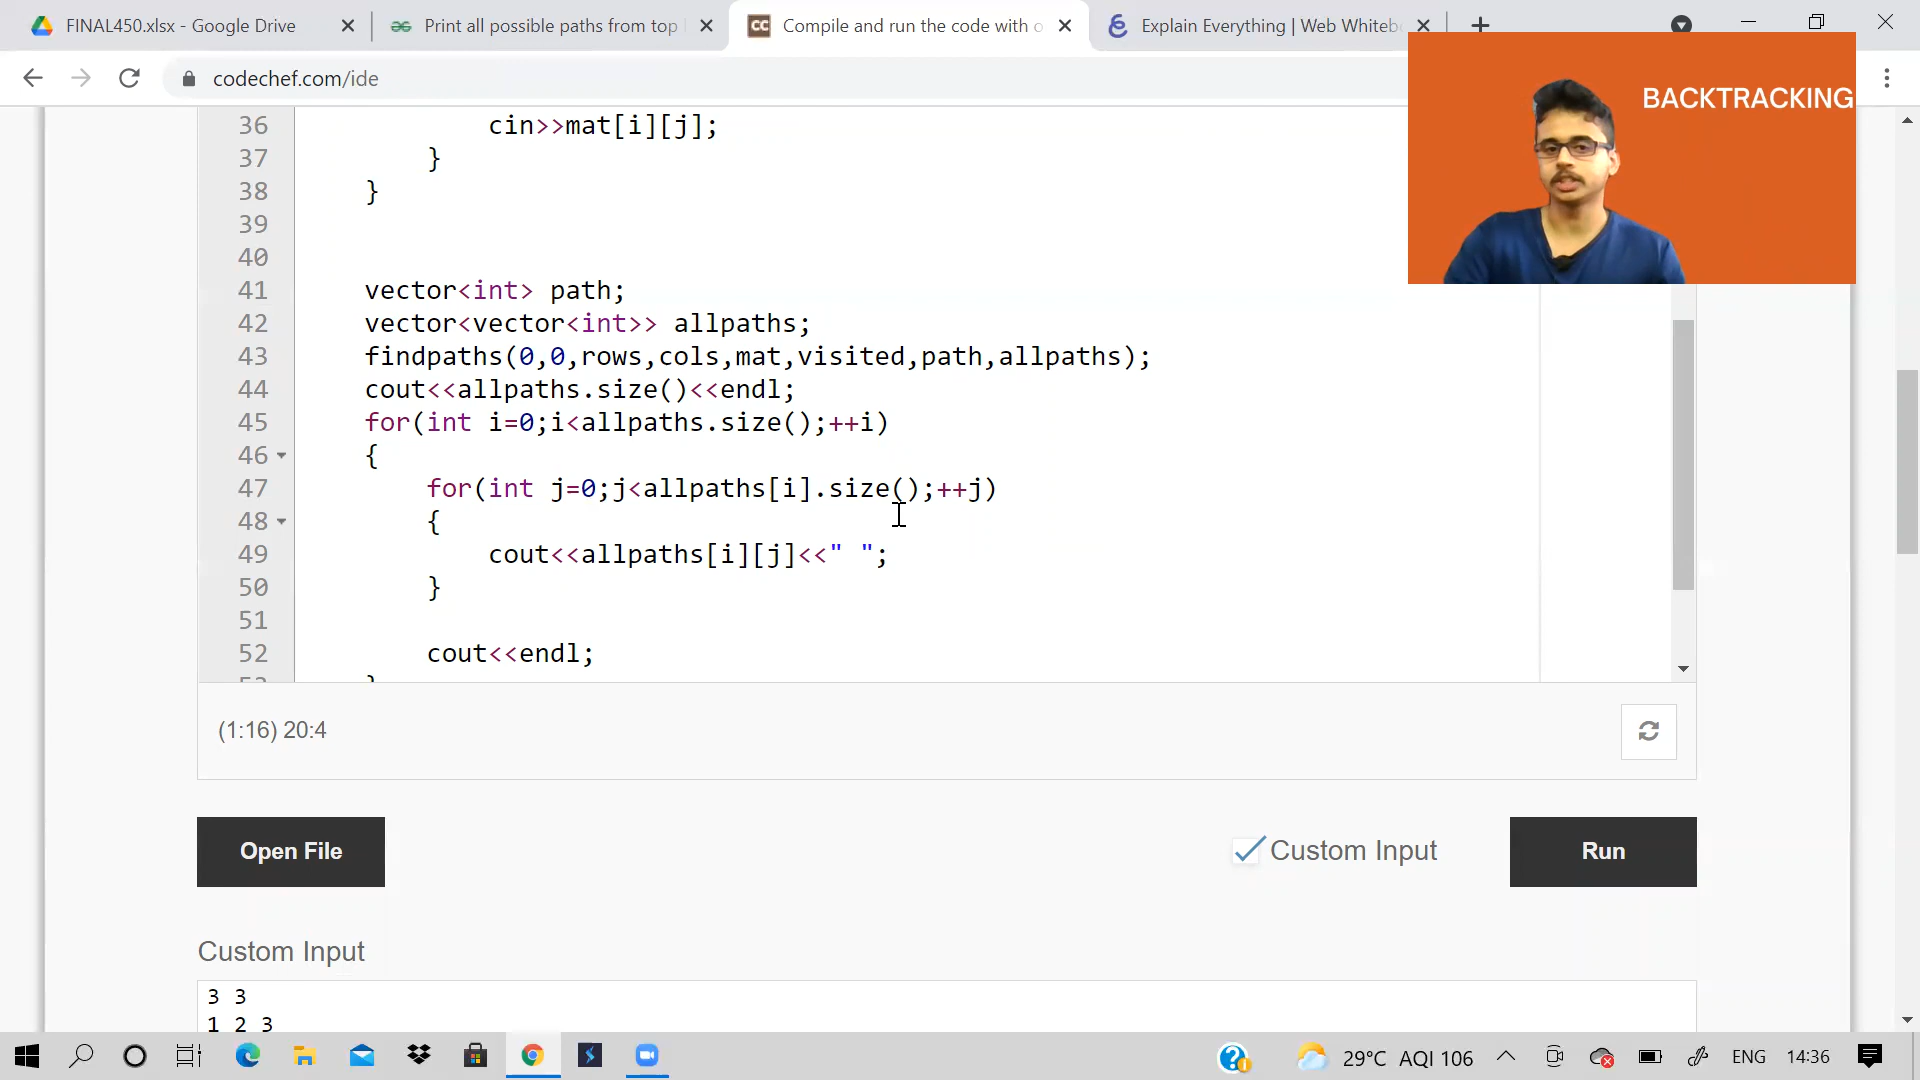 FINAL450.xlsx - Google Drive
Print all possible paths from top
Compile and run the code with o
Explain Everything | Web Whitebo
codechef.com/ide
BACKTRACKING
36 cin>>mat[i][j];
37 }
38 }
39
40
41 vector<int> path;
42 vector<vector<int>> allpaths;
43 findpaths(0,0,rows,cols,mat,visited,path,allpaths);
44 cout<<allpaths.size()<<endl;
45 for(int i=0;i<allpaths.size();++i)
46 {
47 for(int j=0;j<allpaths[i].size();++j)
48 {
49 cout<<allpaths[i][j]<<" ";
50 }
51
52 cout<<endl;
(1:16) 20:4
Open File
Custom Input
Run
Custom Input
3 3
1 2 3
29°C AQI 106
ENG
14:36